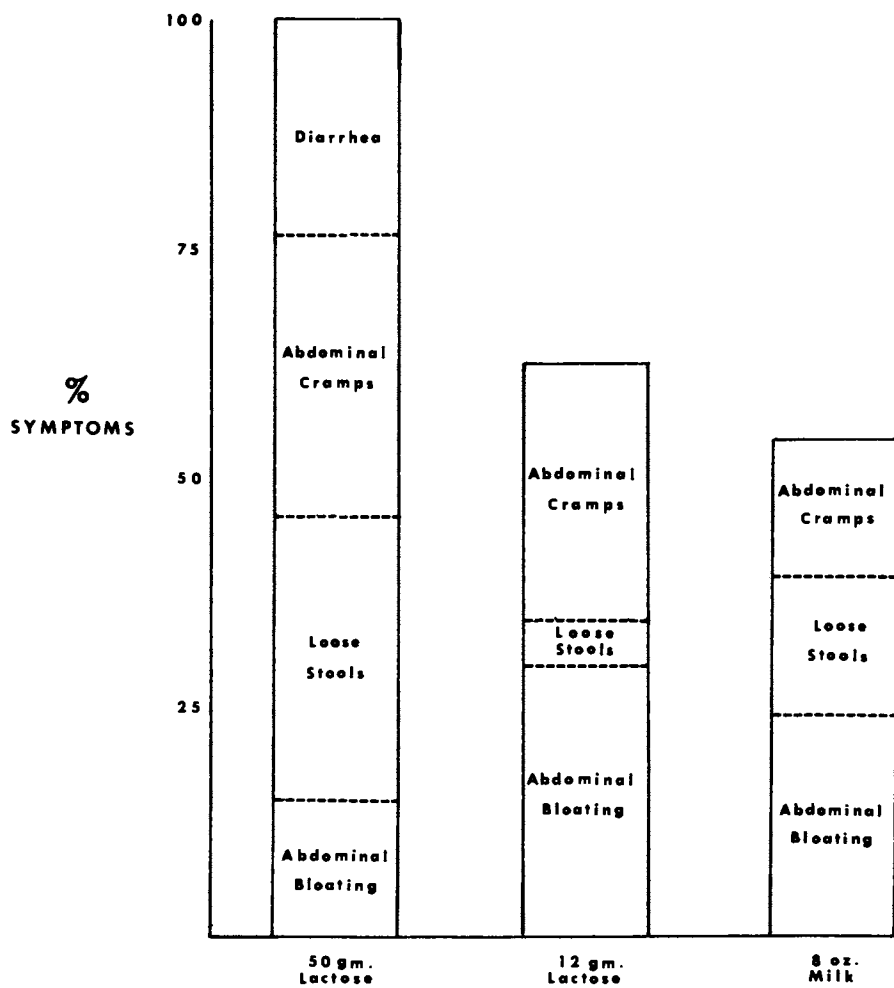 100
75
50
25
%
SYMPTOMS
Diarrhea
Abdominal
Cramps
Loose
Stools
Abdominal
Bloating
50 gm.
Lactose
Abdominal
Cramps
Loose
Stools
Abdominal
Bloating
12 gm.
Lactose
Abdominal
Cramps
Loose
Stools
Abdominal
Bloating
8 oz.
Milk